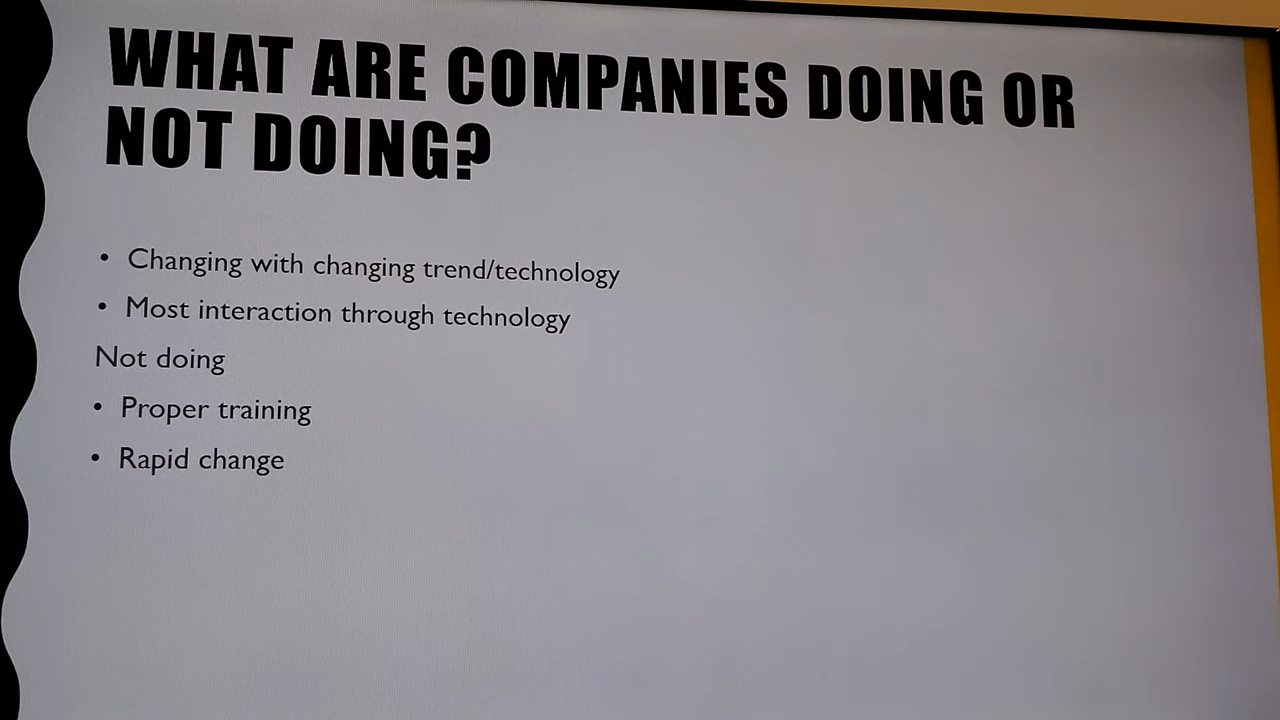 WHAT ARE COMPANIES DOING OR
NOT DOING?
• Changing with changing trend/technology
• Most interaction through technology
Not doing
• Proper training
• Rapid change